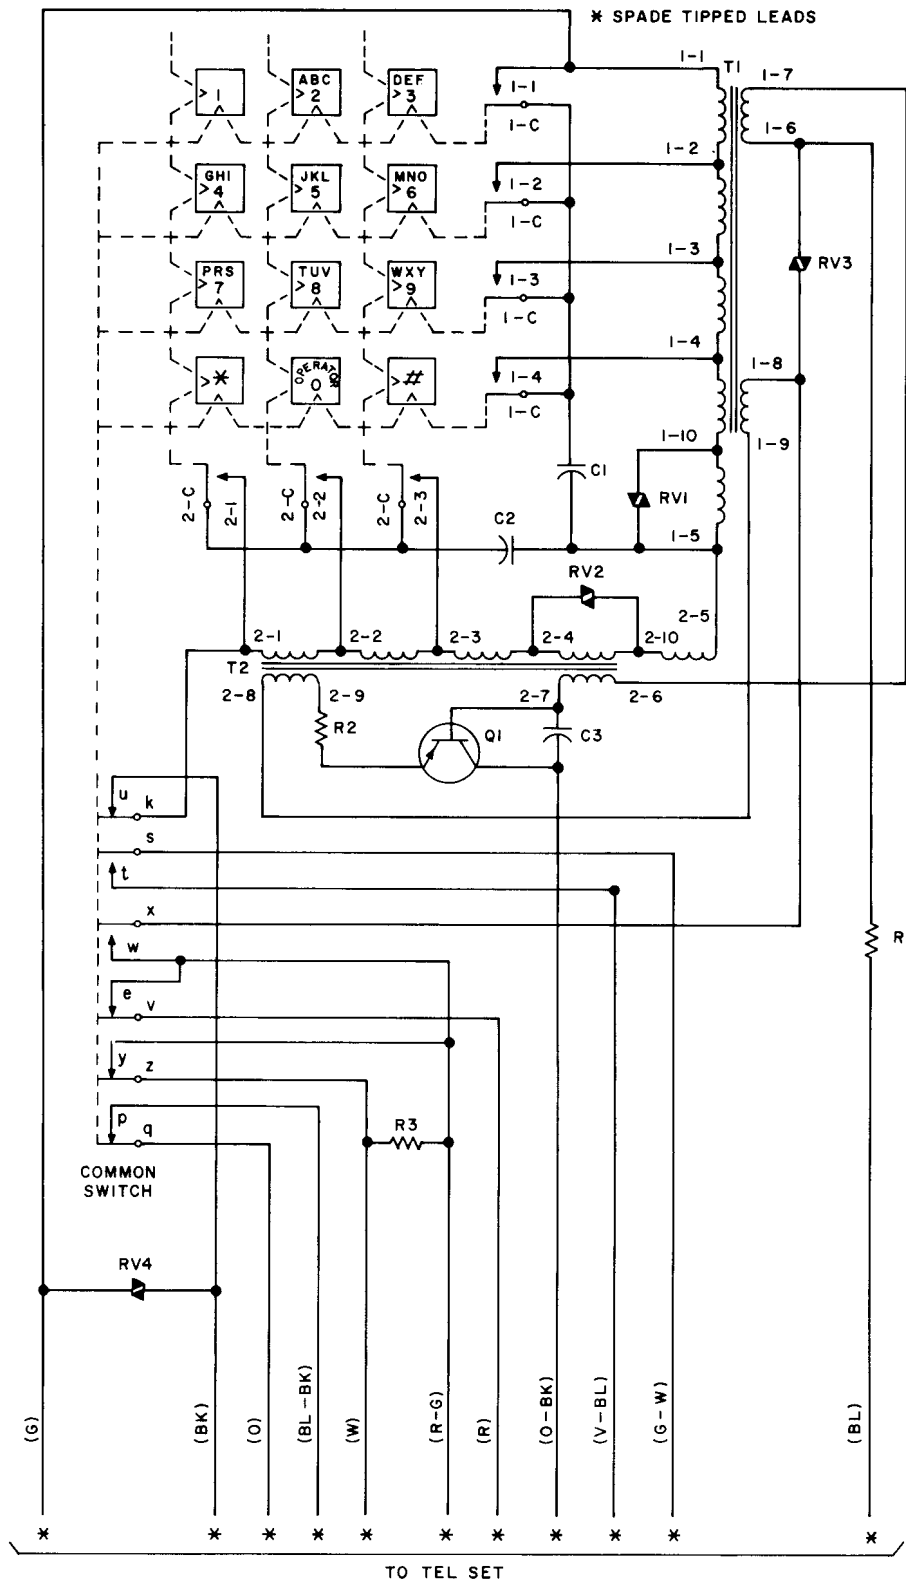 * SPADE TIPPED LEADS
1-1
T1
1-7
ABC
DEF
1
2
3
1-1
1-C
1-6
1-2
GHI
JKL
MNO
4
5
6
1-2
1-C
1-3
RV3
PRS
TUV
WXY
7
8
9
1-3
1-C
1-4
1-8
*
OPERATOR
0
#
1-4
1-C
1-10
1-9
C1
2-C
2-1
2-C
2-2
2-C
2-3
RV1
C2
1-5
RV2
2-5
2-1
2-2
2-3
2-4
2-10
T2
2-8
2-9
2-7
2-6
R2
Q1
C3
u
k
s
t
x
w
R
e
v
y
z
p
q
R3
COMMON
SWITCH
RV4
(G)
(BK)
(O)
(BL-BK)
(W)
(R-G)
(R)
(O-BK)
(V-BL)
(G-W)
(BL)
* * * * * * * * * * *
TO TEL SET